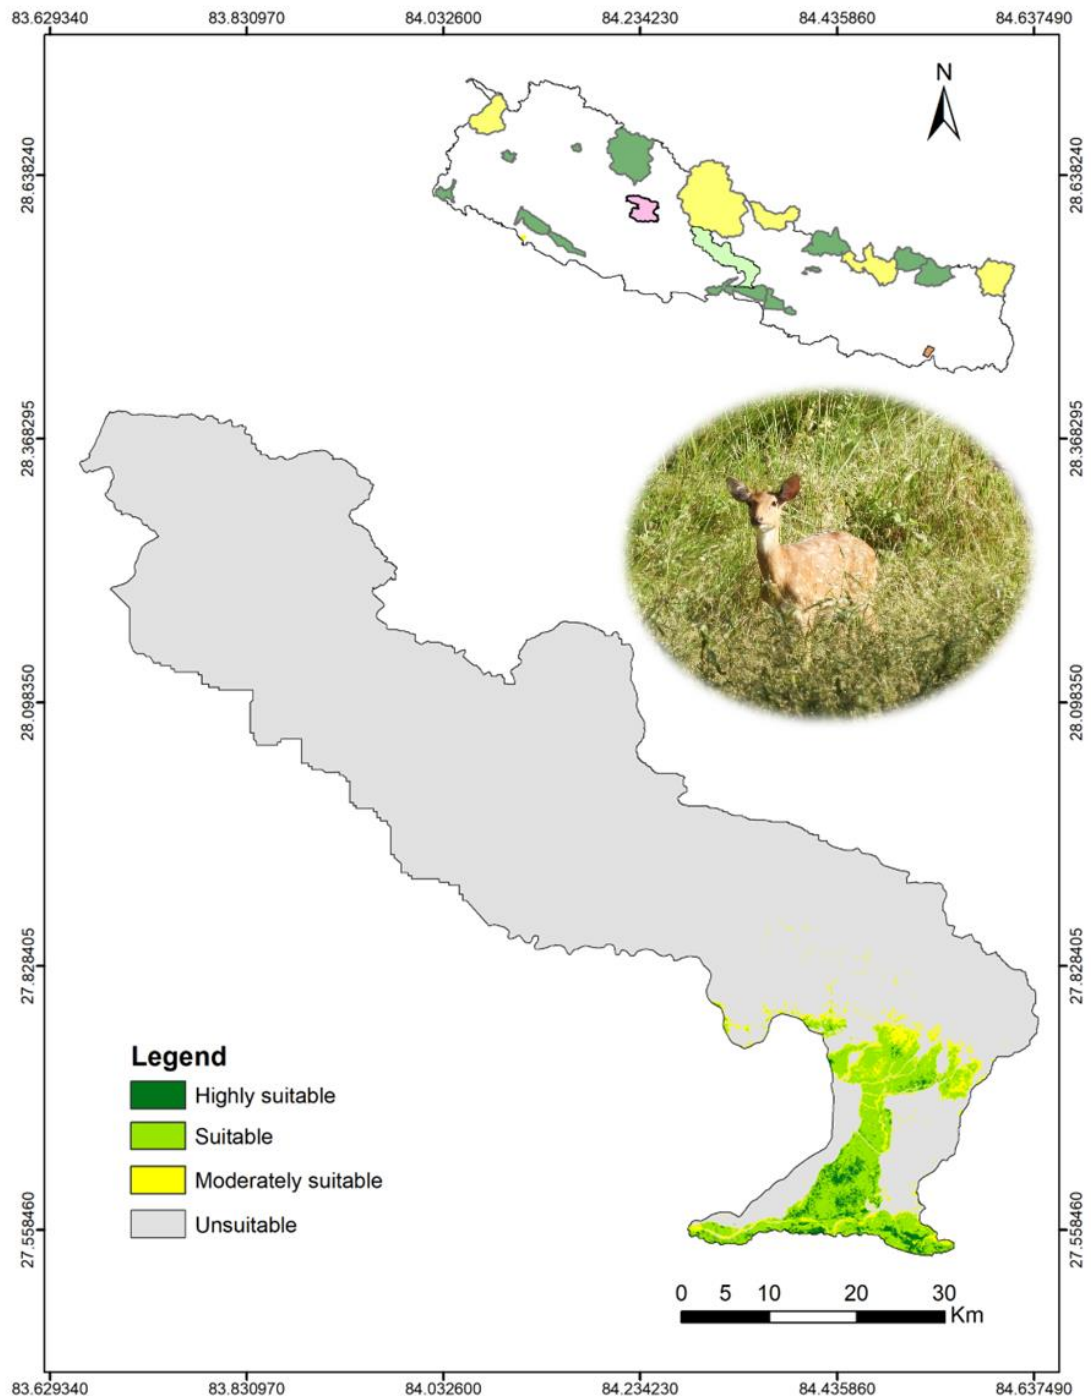 83.629340 83.830970 84.032600 84.234230 84.435860 84.637490
N
28.638240 28.638240
28.368295 28.368295
28.098350 28.098350
27.828405 27.828405
Legend
Highly suitable
Suitable
Moderately suitable
Unsuitable
27.558460 27.558460
0 5 10 20 30
Km
83.629340 83.830970 84.032600 84.234230 84.435860 84.637490